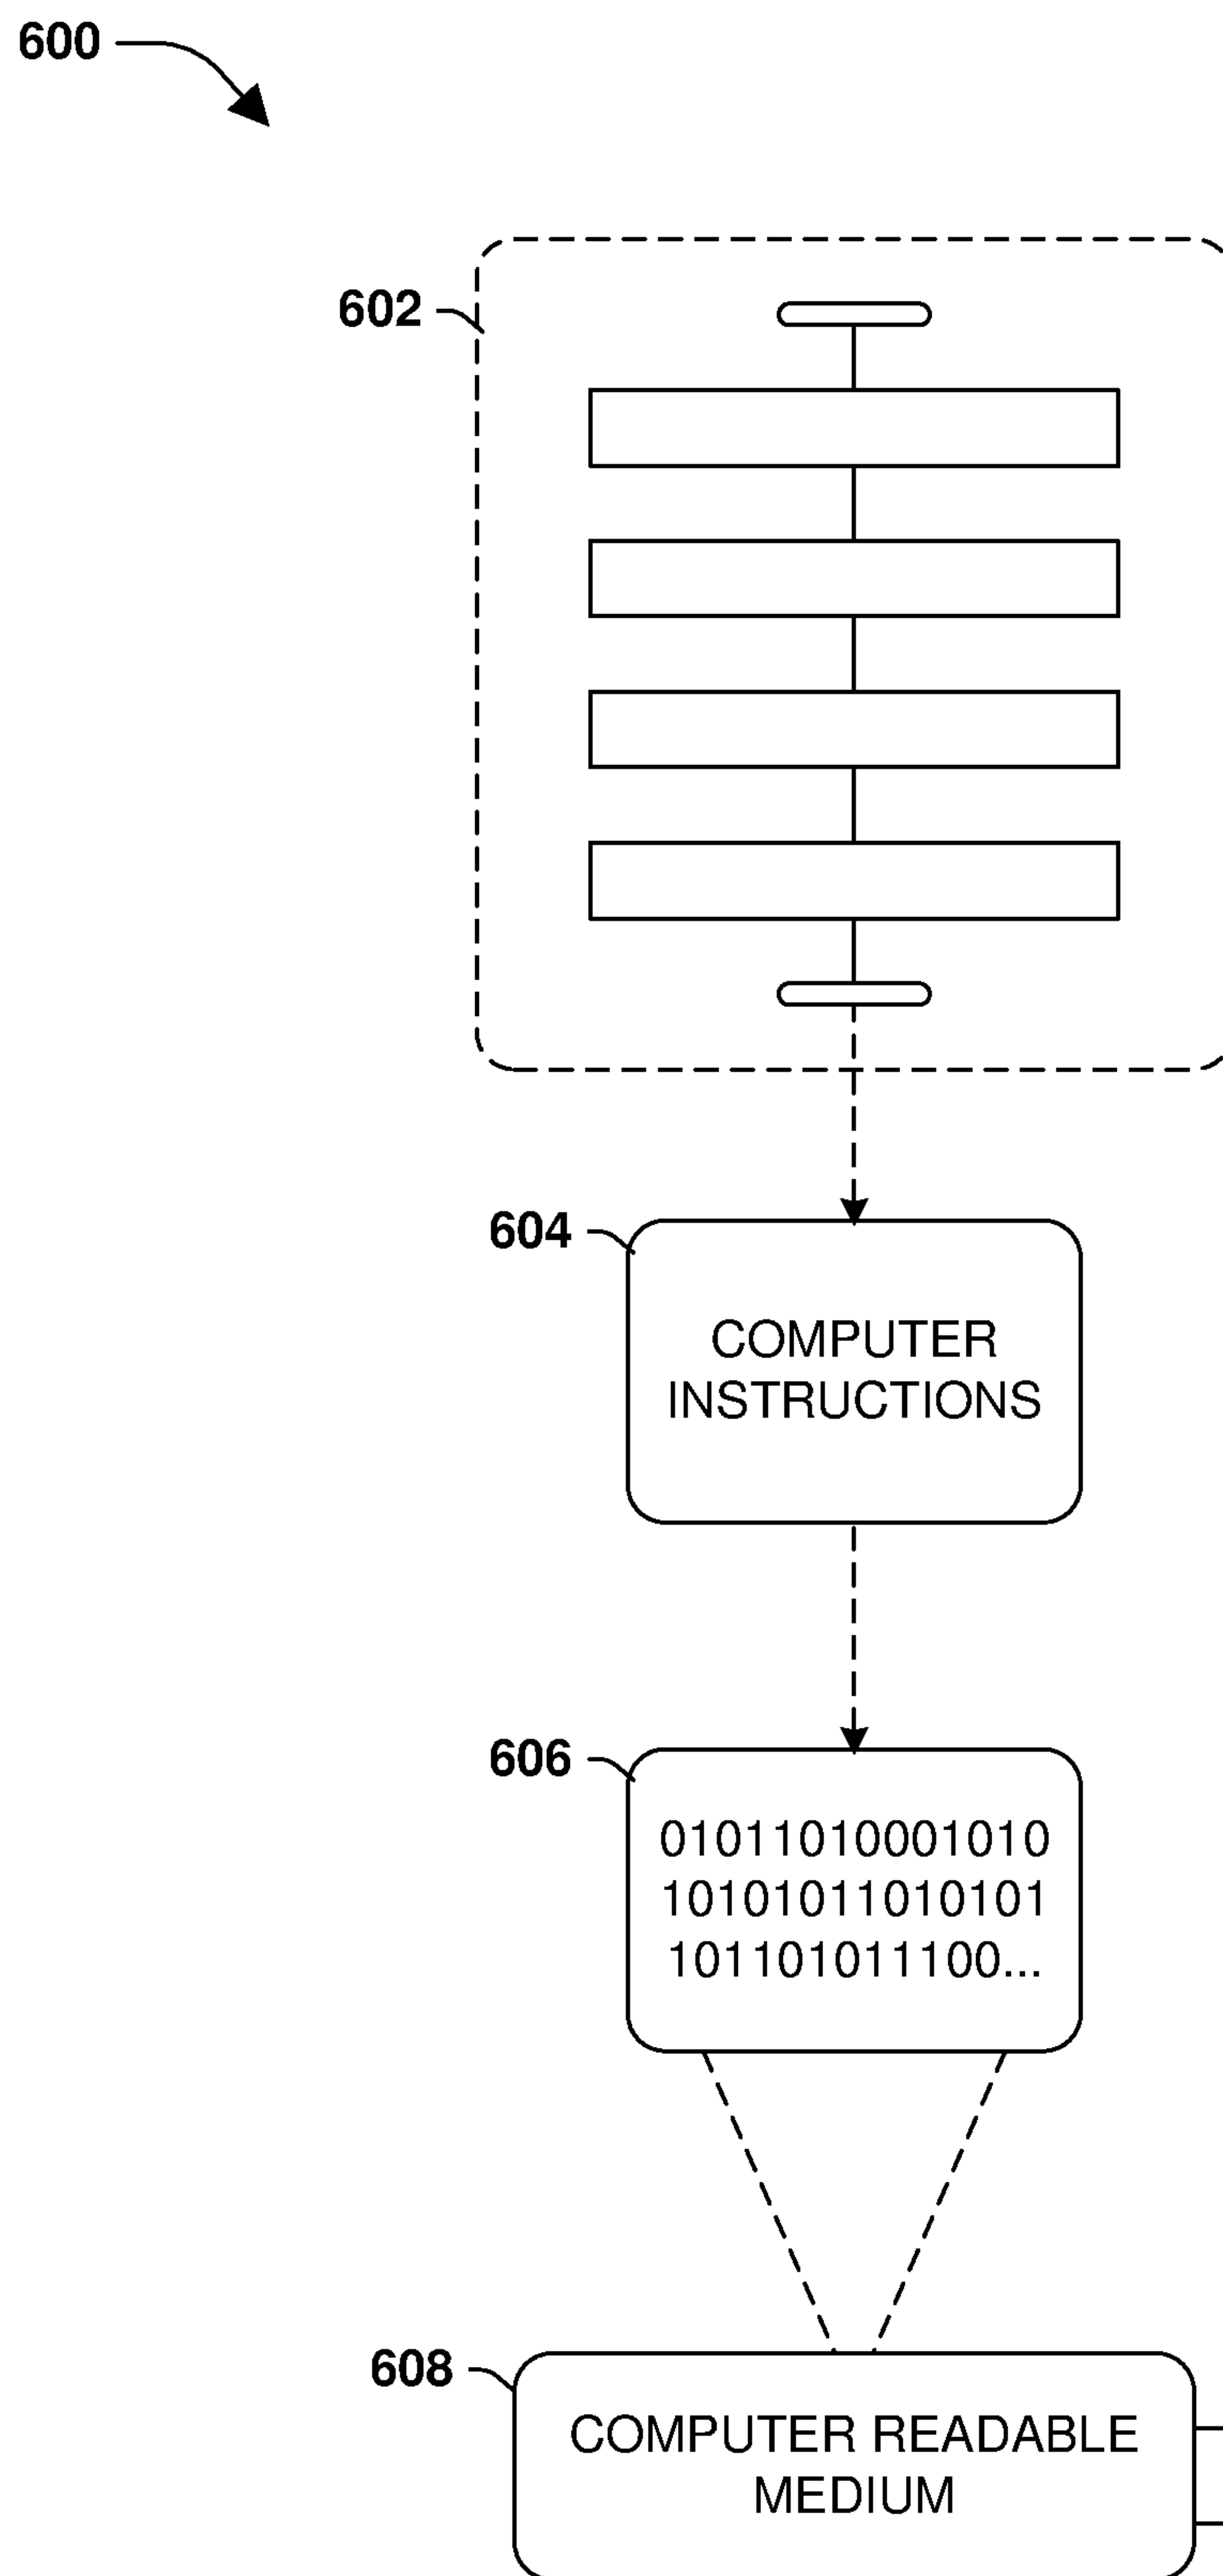 600
602
604
COMPUTER
INSTRUCTIONS
606
01011010001010
10101011010101
101101011100...
608
COMPUTER READABLE
MEDIUM